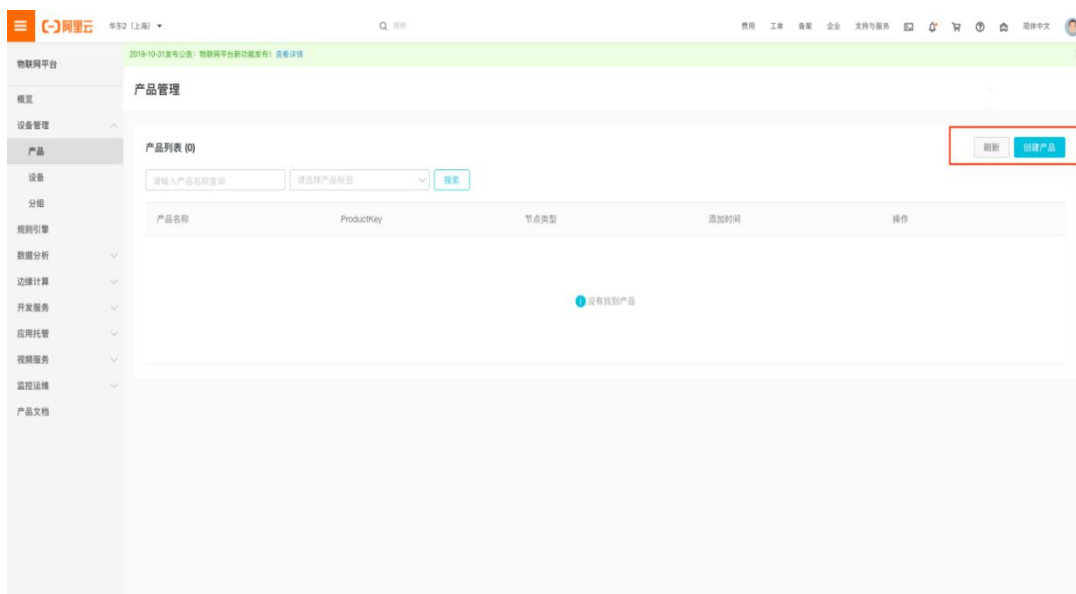 阿里云 华东2（上海） 搜索 费用 工单 备案 企业 支持与服务 简体中文
物联网平台
2019-10-31发布公告：物联网平台新功能发布！查看详情
产品管理
概览
设备管理
产品
设备
分组
规则引擎
数据分析
边缘计算
开发服务
应用托管
视频服务
监控运维
产品文档
产品列表 (0) 刷新 创建产品
请输入产品名称查询 请选择产品标签 搜索
产品名称 ProductKey 节点类型 添加时间 操作
没有找到产品